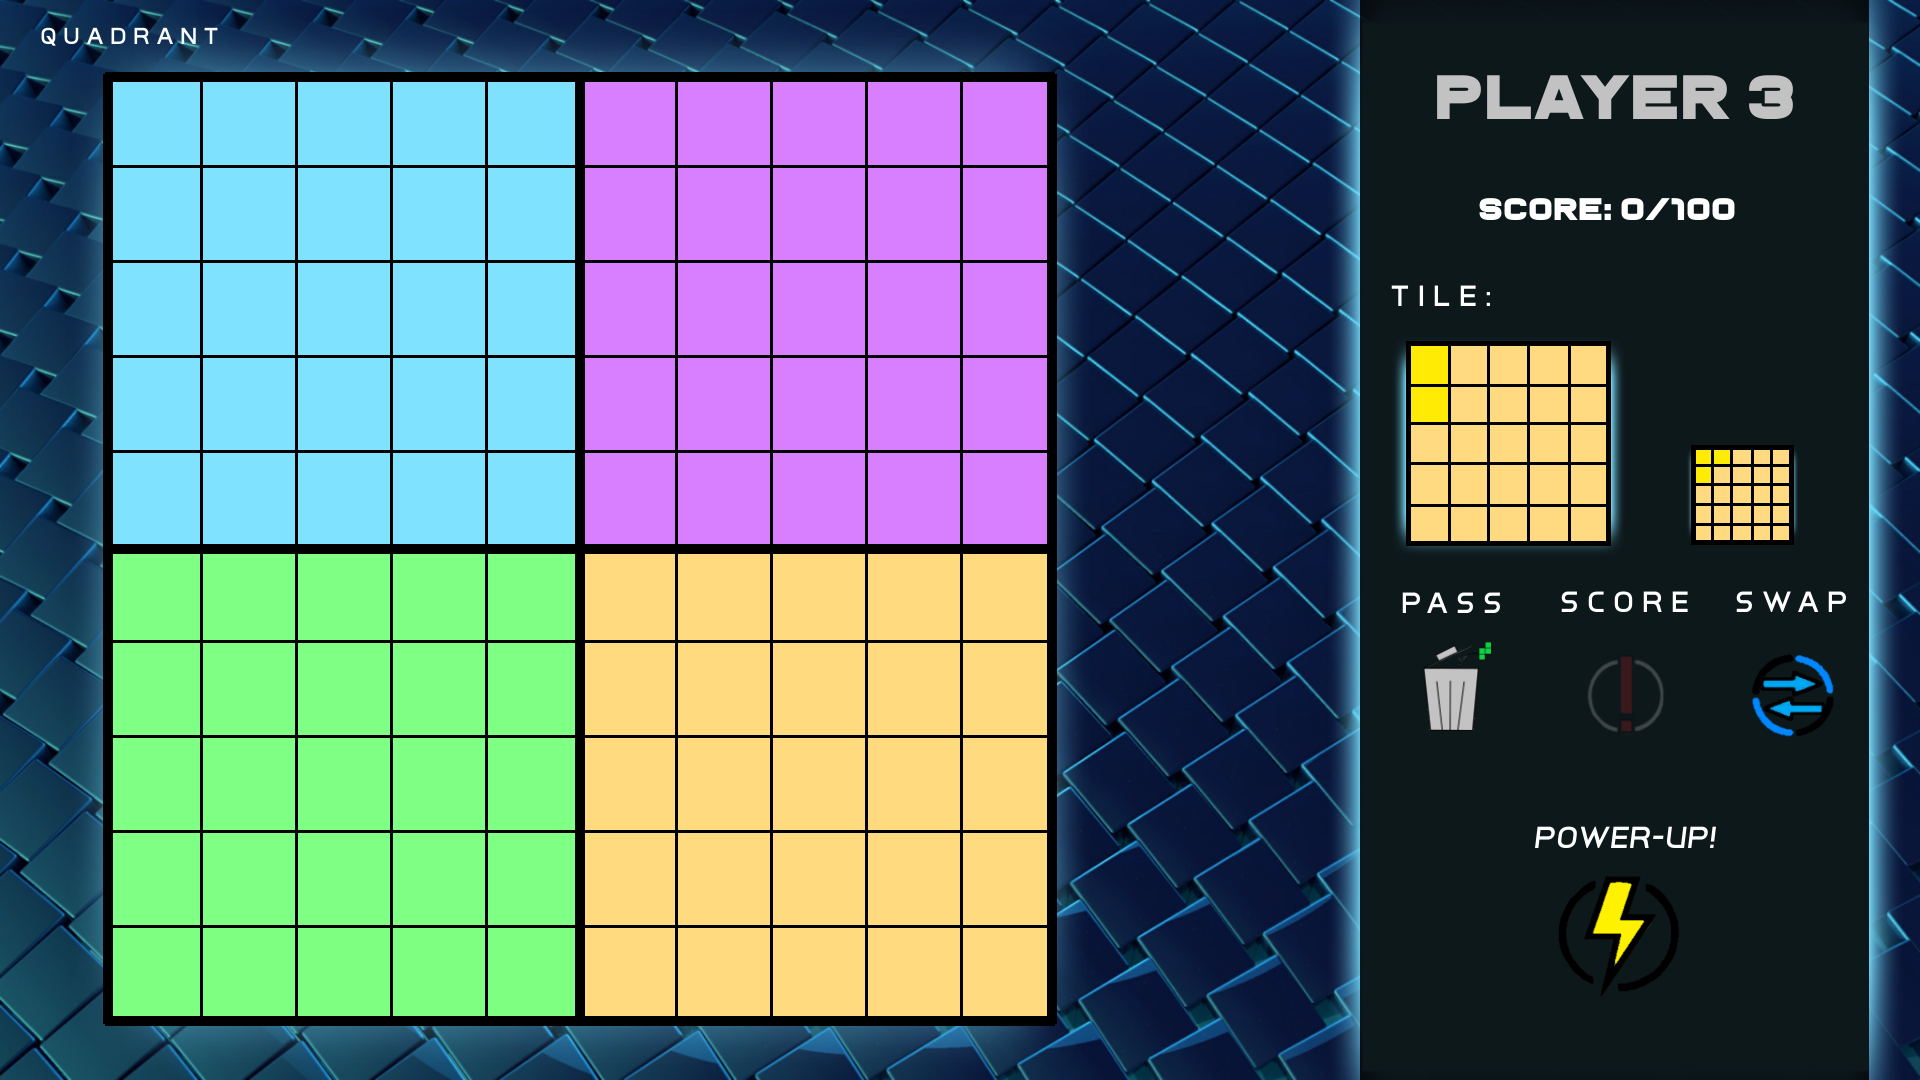 QUADRANT
PLAYER 3
SCORE: 0/100
TILE:
PASS SCORE SWAP
POWER-UP!